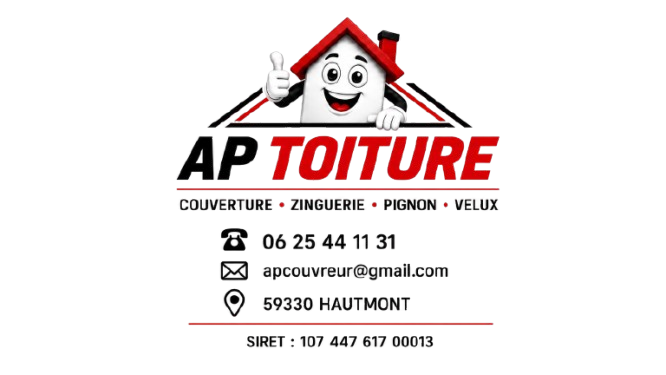 AP TOITURE
COUVERTURE • ZINGUERIE • PIGNON • VELUX
06 25 44 11 31
apcouvreur@gmail.com
59330 HAUTMONT
SIRET : 107 447 617 00013